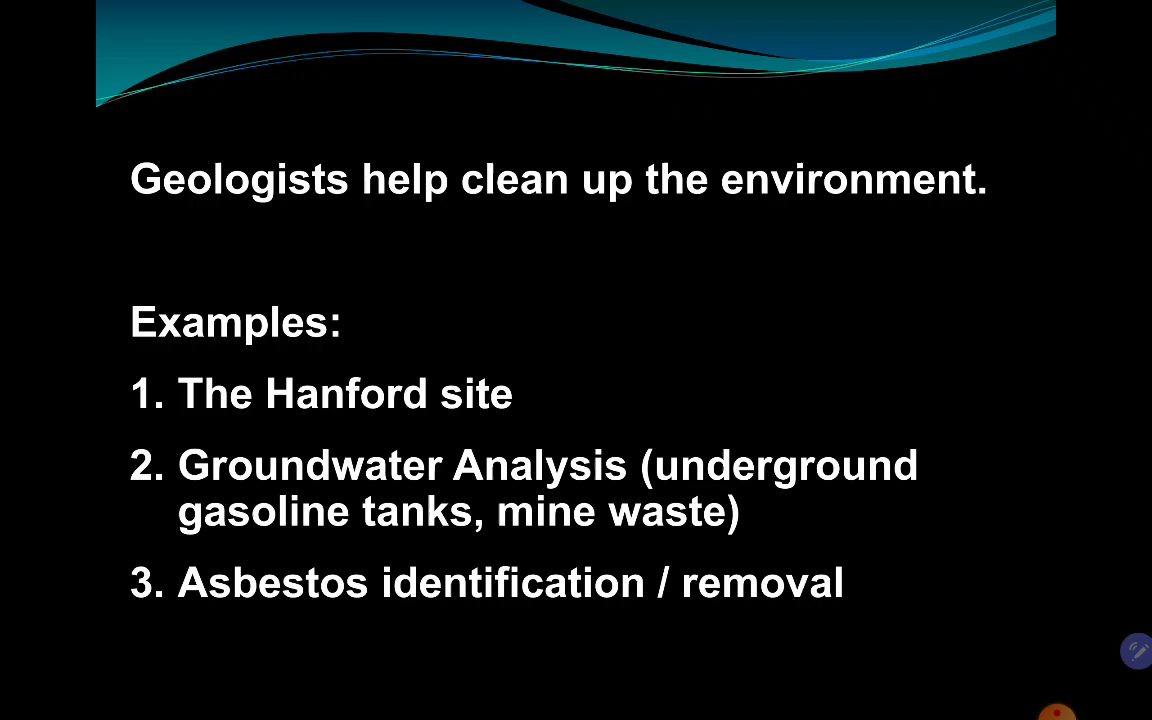 Geologists help clean up the environment.
Examples:
1. The Hanford site
2. Groundwater Analysis (underground
gasoline tanks, mine waste)
3. Asbestos identification / removal